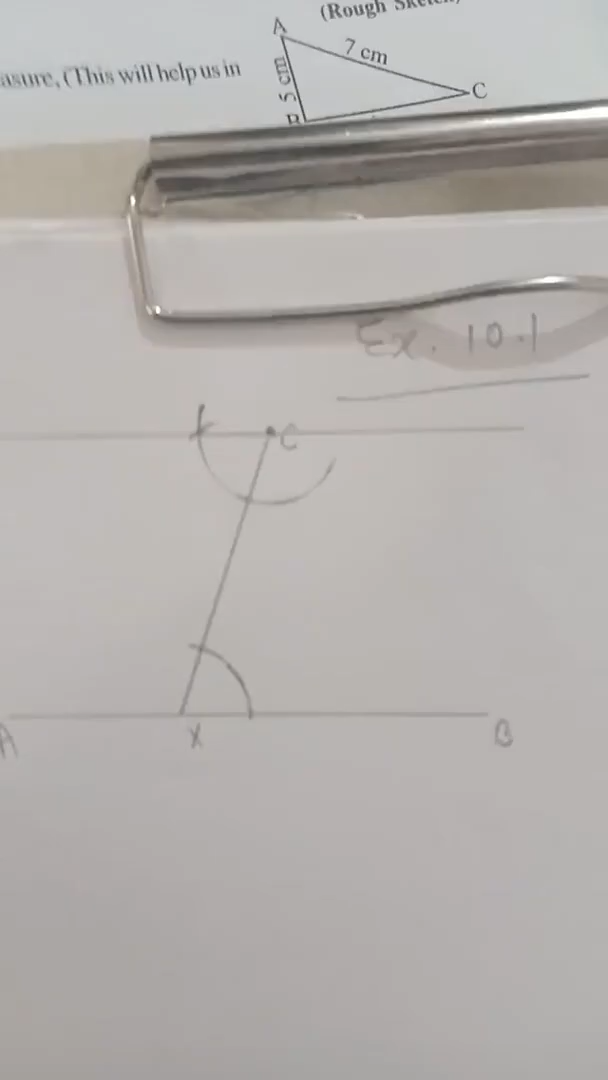 (Rough Sketch)
A
7 cm
asure, (This will help us in
5 cm
C
B
Ex. 10.1
C
A
X
B